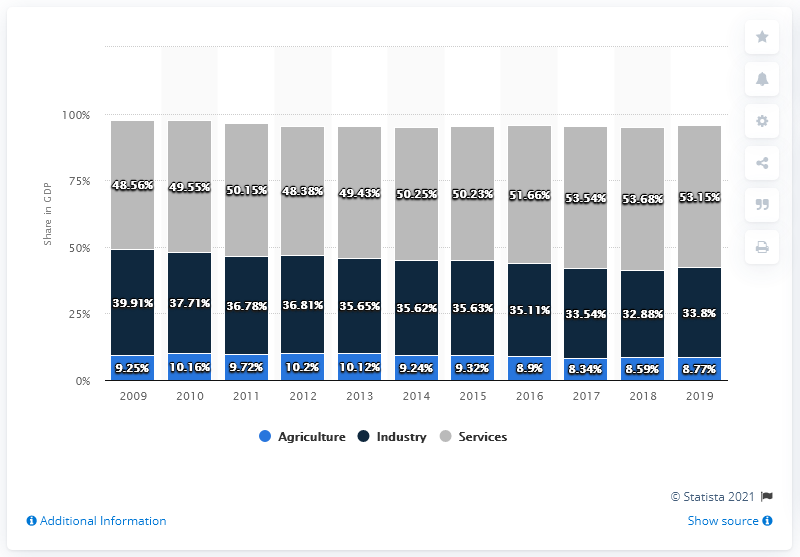 100%
75%
50%
25%
0%
Share in GDP
48.56% 49.55% 50.15% 48.38% 49.43% 50.25% 50.23% 51.66% 53.54% 53.68% 53.15%
39.91% 37.71% 36.78% 36.81% 35.65% 35.62% 35.63% 35.11% 33.54% 32.88% 33.8%
9.25% 10.16% 9.72% 10.2% 10.12% 9.24% 9.32% 8.9% 8.34% 8.59% 8.77%
2009 2010 2011 2012 2013 2014 2015 2016 2017 2018 2019
Agriculture Industry Services
© Statista 2021
Additional Information Show source